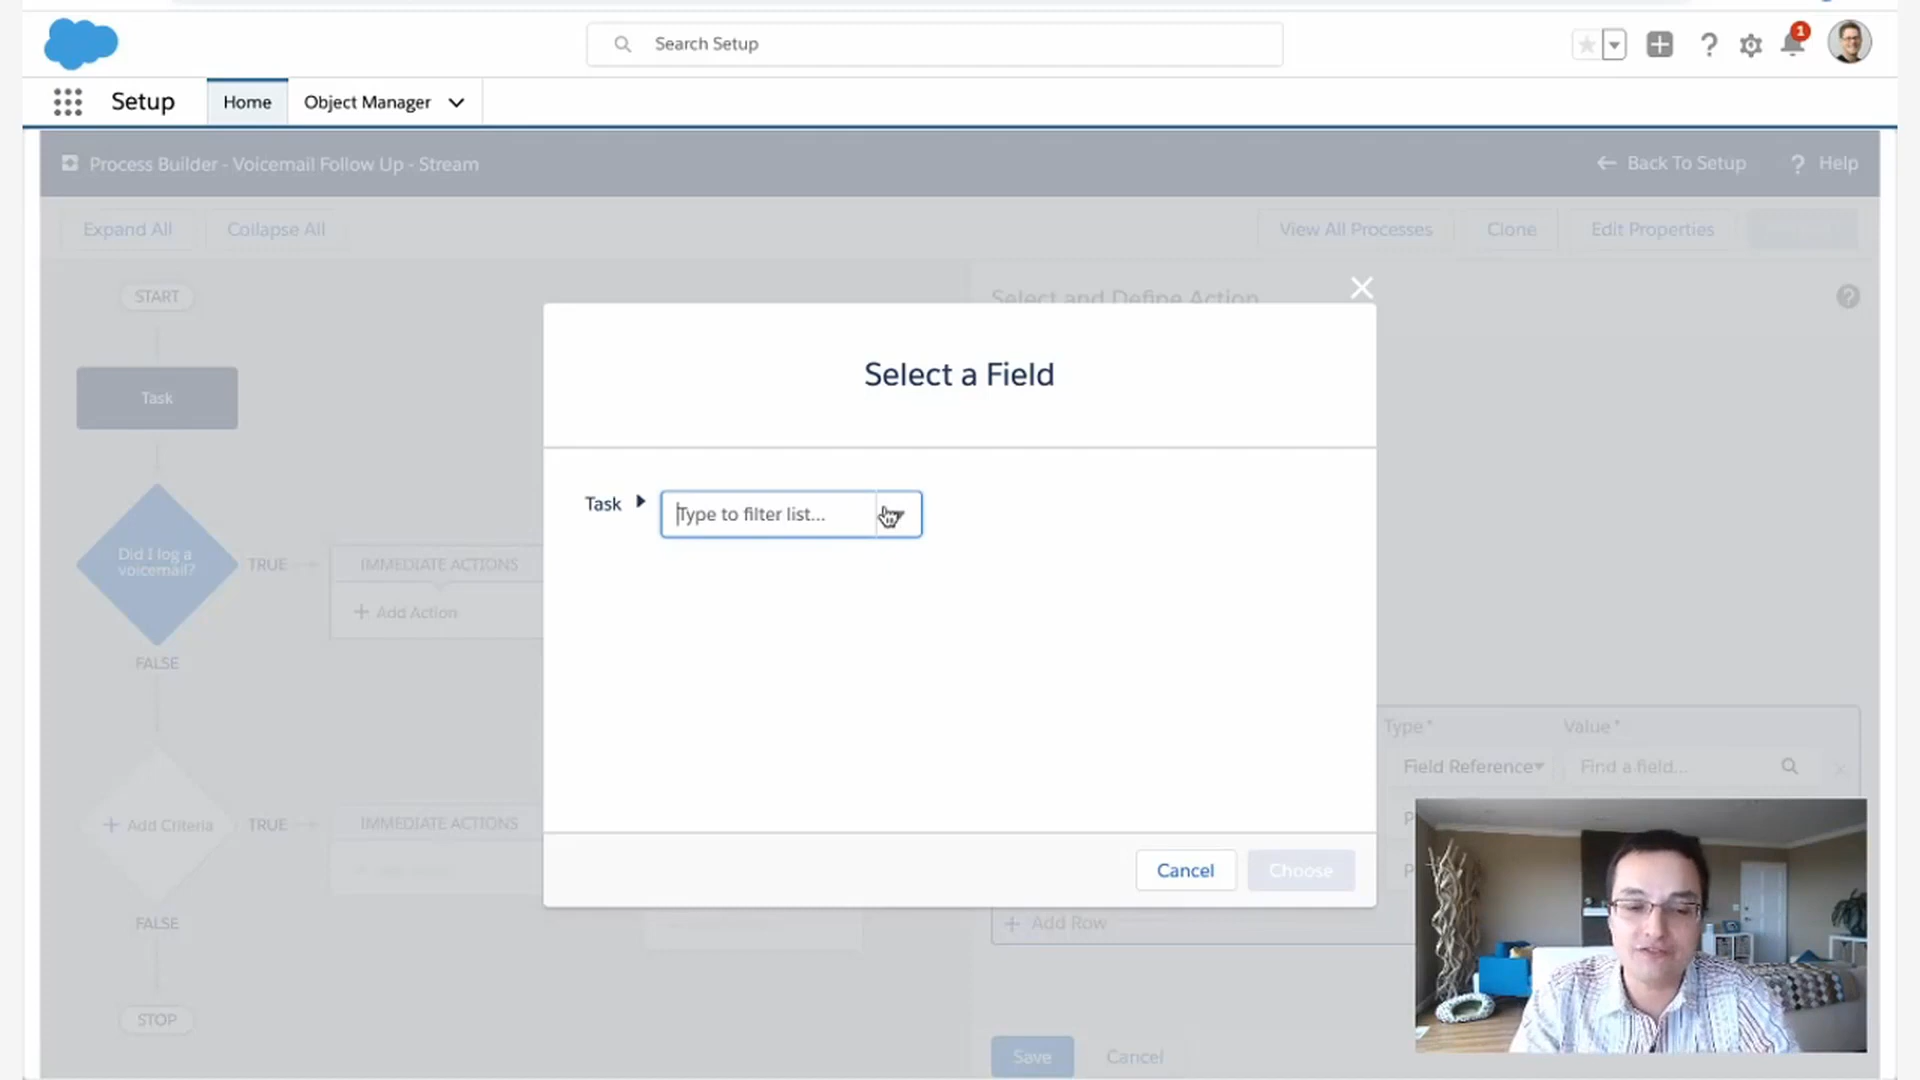 Search Setup
1
Setup
Home
Object Manager
Process Builder - Voicemail Follow Up - Stream
Back To Setup
? Help
Expand All
Collapse All
View All Processes
Clone
Edit Properties
START
Select and Define Action
Select a Field
Task
Task
Type to filter list...
Did I log a
voicemail?
TRUE
IMMEDIATE ACTIONS
+ Add Action
FALSE
Type*
Value*
Field Reference
Find a field...
+ Add Criteria
TRUE
IMMEDIATE ACTIONS
P
P
Cancel
Choose
FALSE
+ Add Row
STOP
Save
Cancel